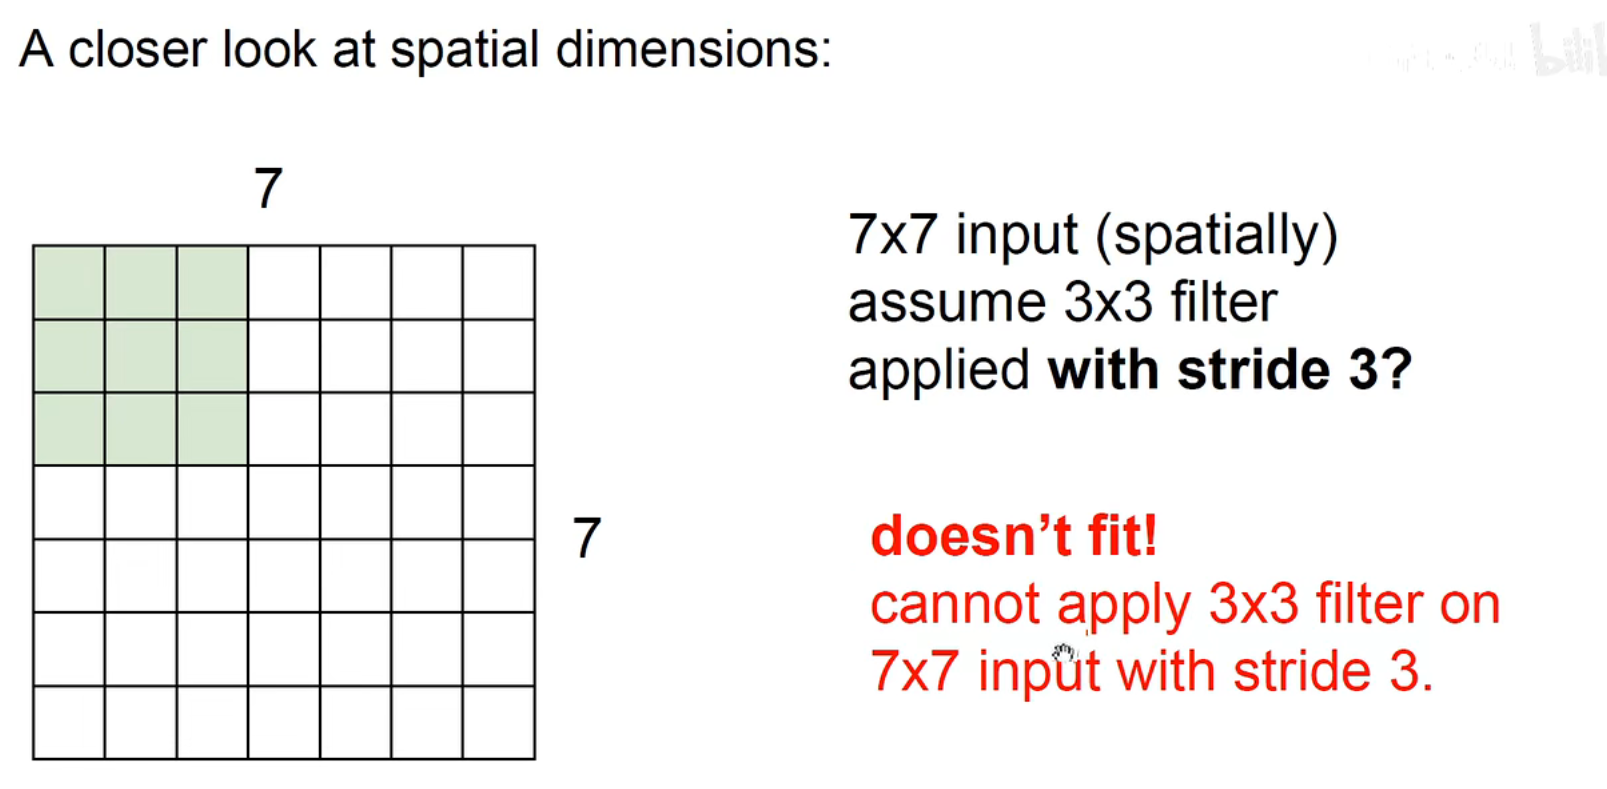 A closer look at spatial dimensions:
7
7x7 input (spatially)
assume 3x3 filter
applied with stride 3?
7
doesn’t fit!
cannot apply 3x3 filter on
7x7 input with stride 3.